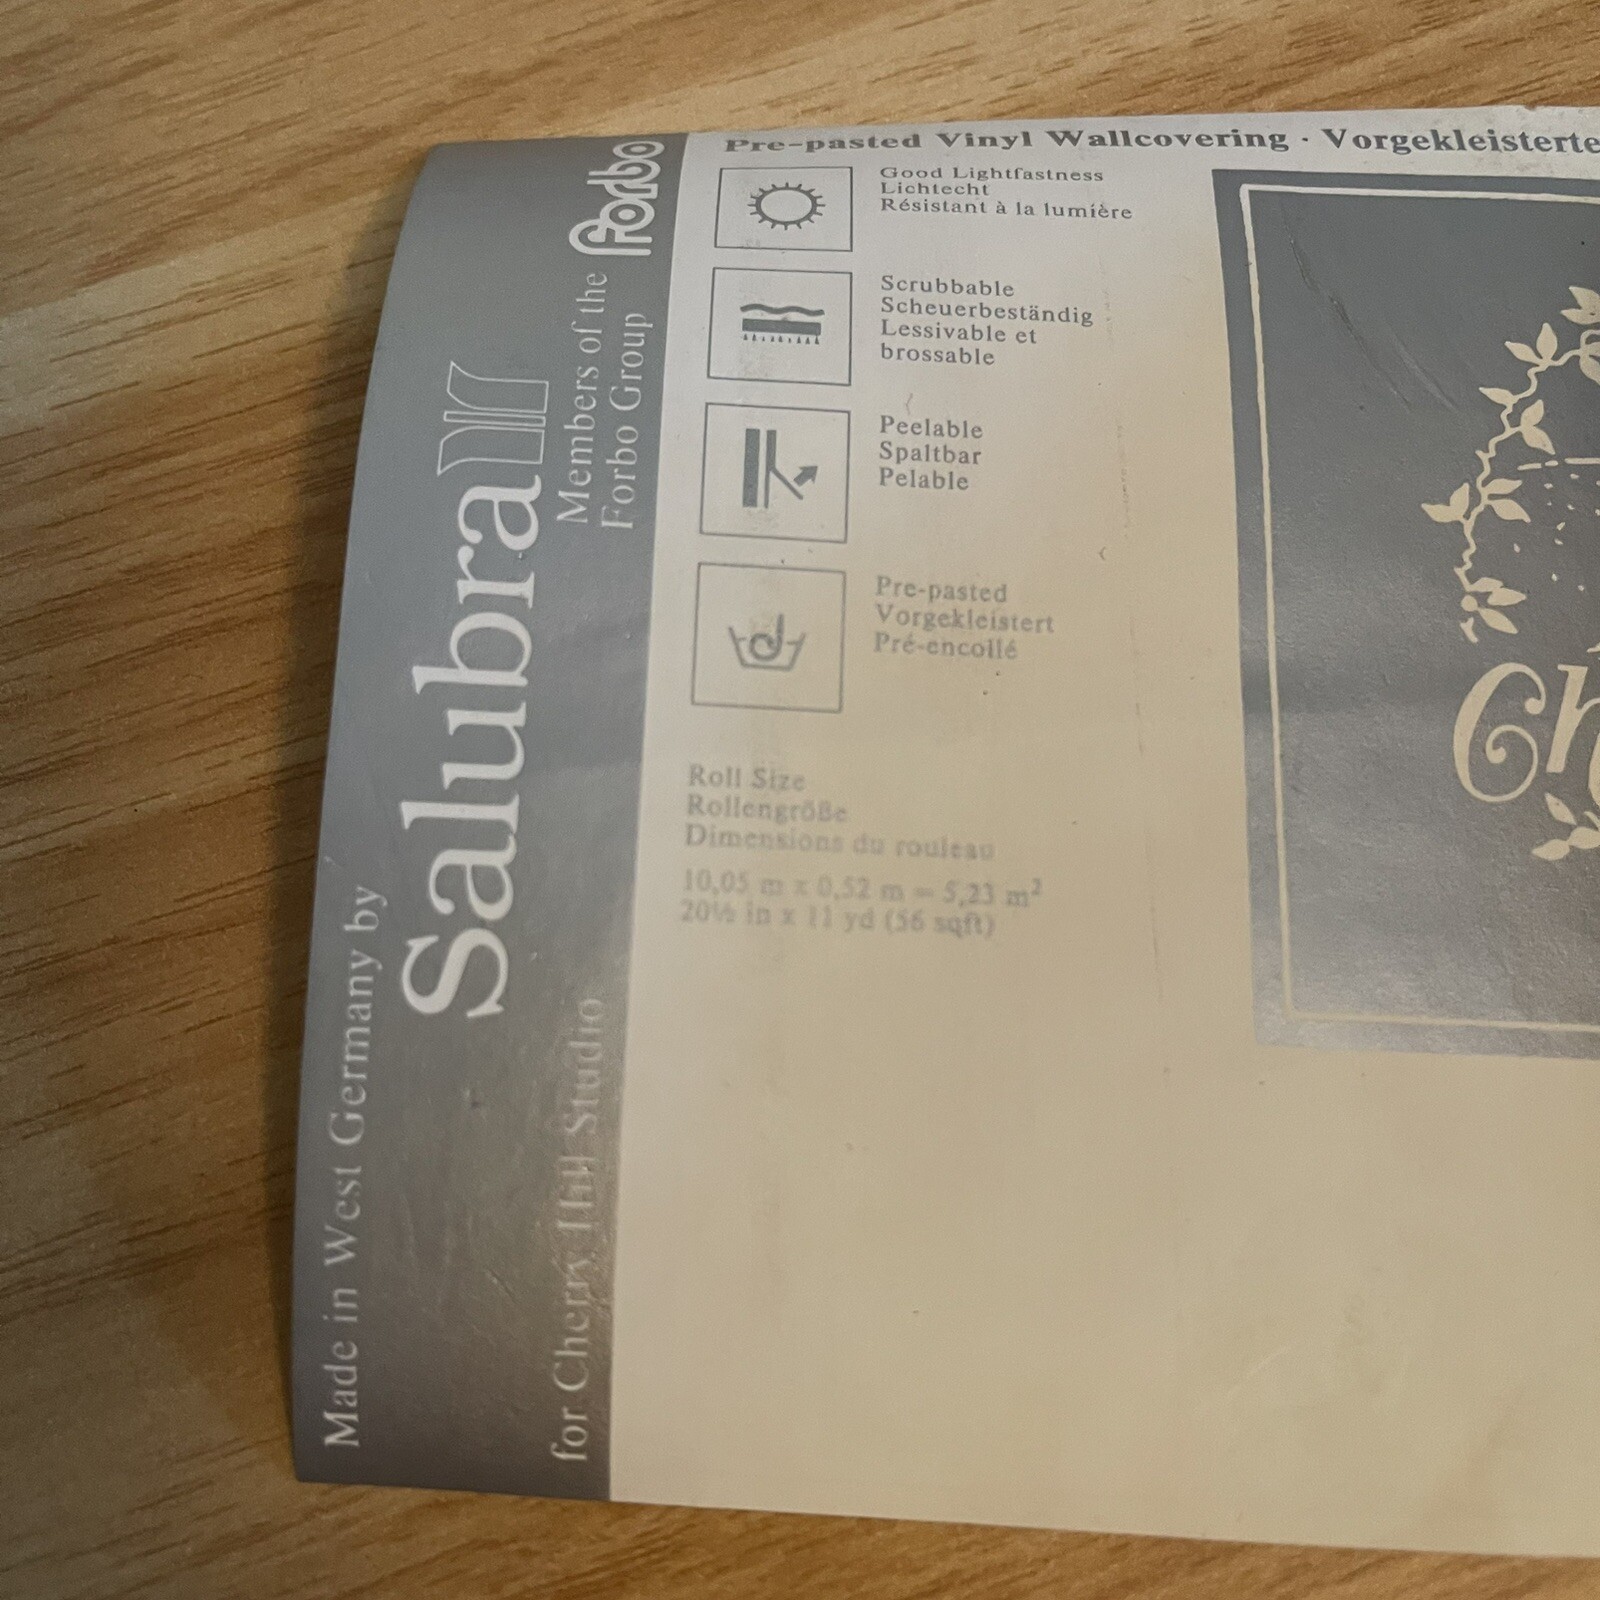 Made in West Germany by
Salubra
for Cherry Hill Studio
Members of the
Forbo Group
forbo
Pre-pasted Vinyl Wallcovering · Vorgekleisterte
Good Lightfastness
Lichtecht
Résistant à la lumière
Scrubbable
Scheuerbeständig
Lessivable et
brossable
Peelable
Spaltbar
Pelable
Pre-pasted
Vorgekleistert
Pré-encollé
Roll Size
Rollengröße
Dimensions du rouleau
10,05 m x 0,52 m = 5,23 m²
20½ in x 11 yd (56 sqft)
Ch